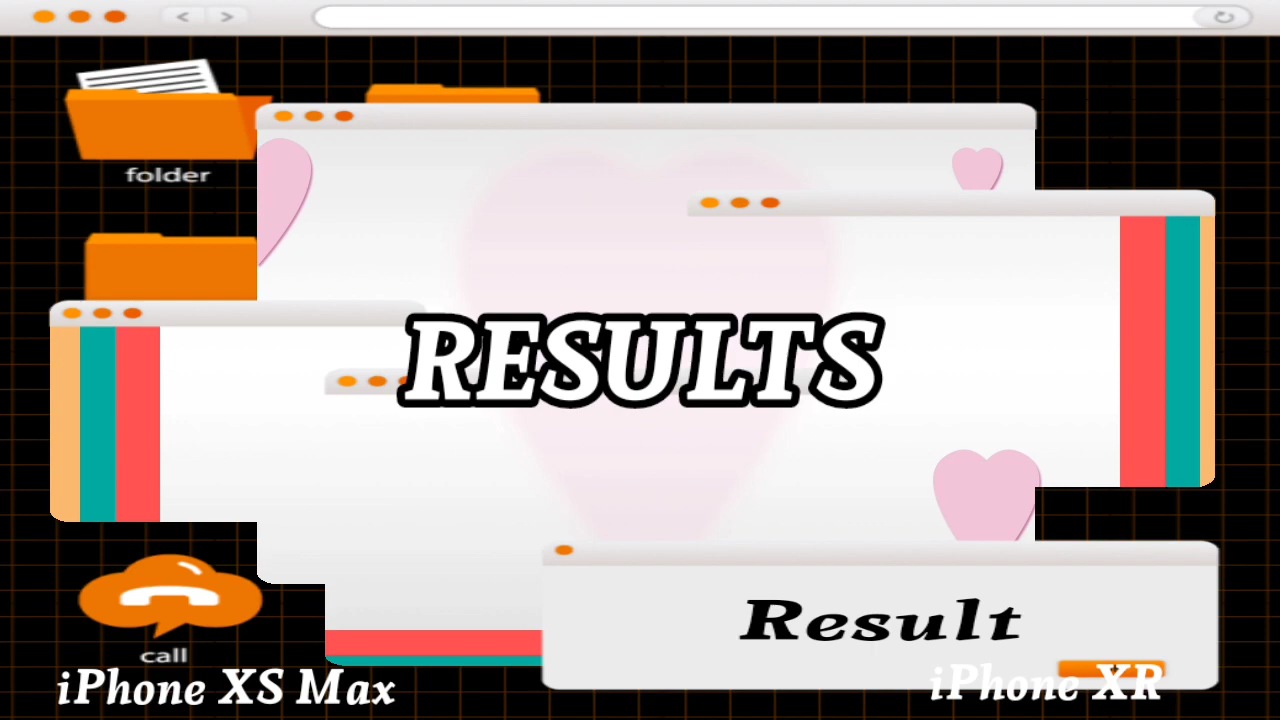 folder
RESULTS
Result
call
iPhone XS Max
iPhone XR